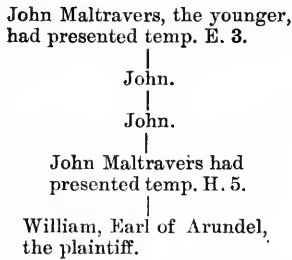 John Maltravers, the younger,
had presented temp. E. 3.
John.
John.
John Maltravers had
presented temp. H. 5.
William, Earl of Arundel,
the plaintiff.